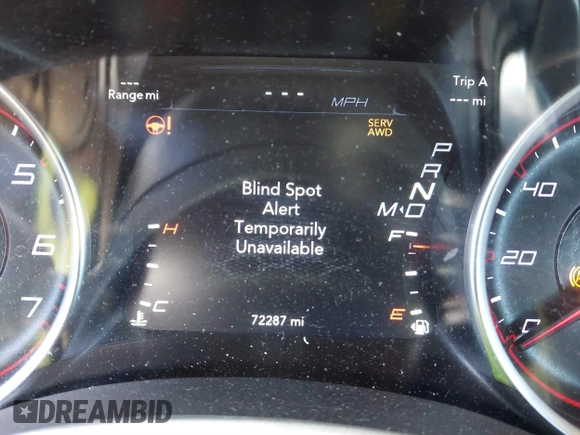 ---
Range mi
---
MPH
Trip A
--- mi
SERV
AWD
P
R
N
M◄D
Blind Spot
Alert
Temporarily
Unavailable
H
C
F
E
72287 mi
5
6
7
40
20
0
DREAMBID